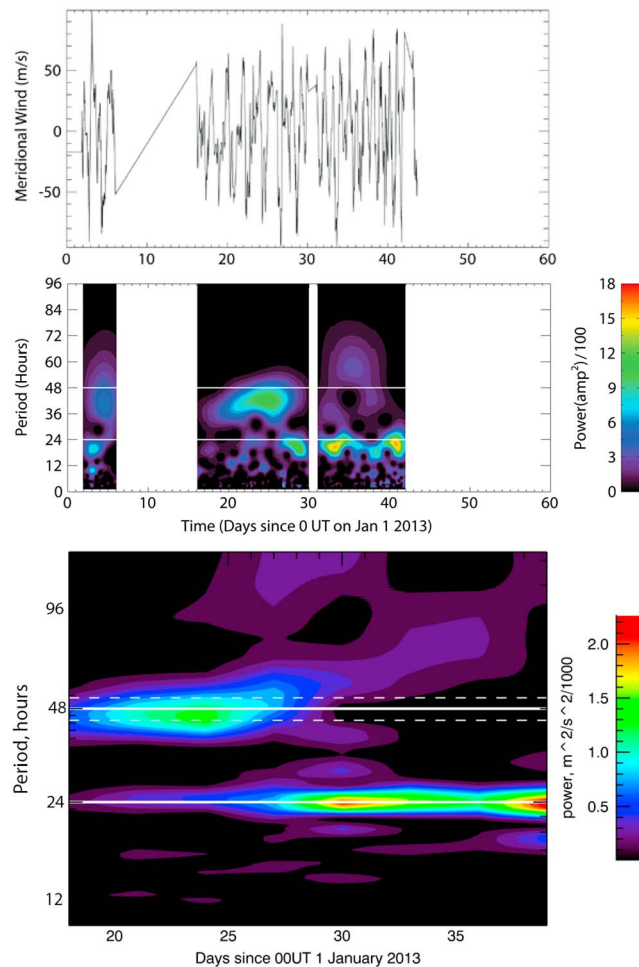 Meridional Wind (m/s)
50
0
-50
0 10 20 30 40 50 60
Period (Hours)
96
84
72
60
48
36
24
12
0
0 10 20 30 40 50 60
Time (Days since 0 UT on Jan 1 2013)
Power(amp²)/100
18
15
12
9
6
3
0
Period, hours
96
48
24
12
20 25 30 35
Days since 00UT 1 January 2013
power, m^2/s^2/1000
2.0
1.5
1.0
0.5